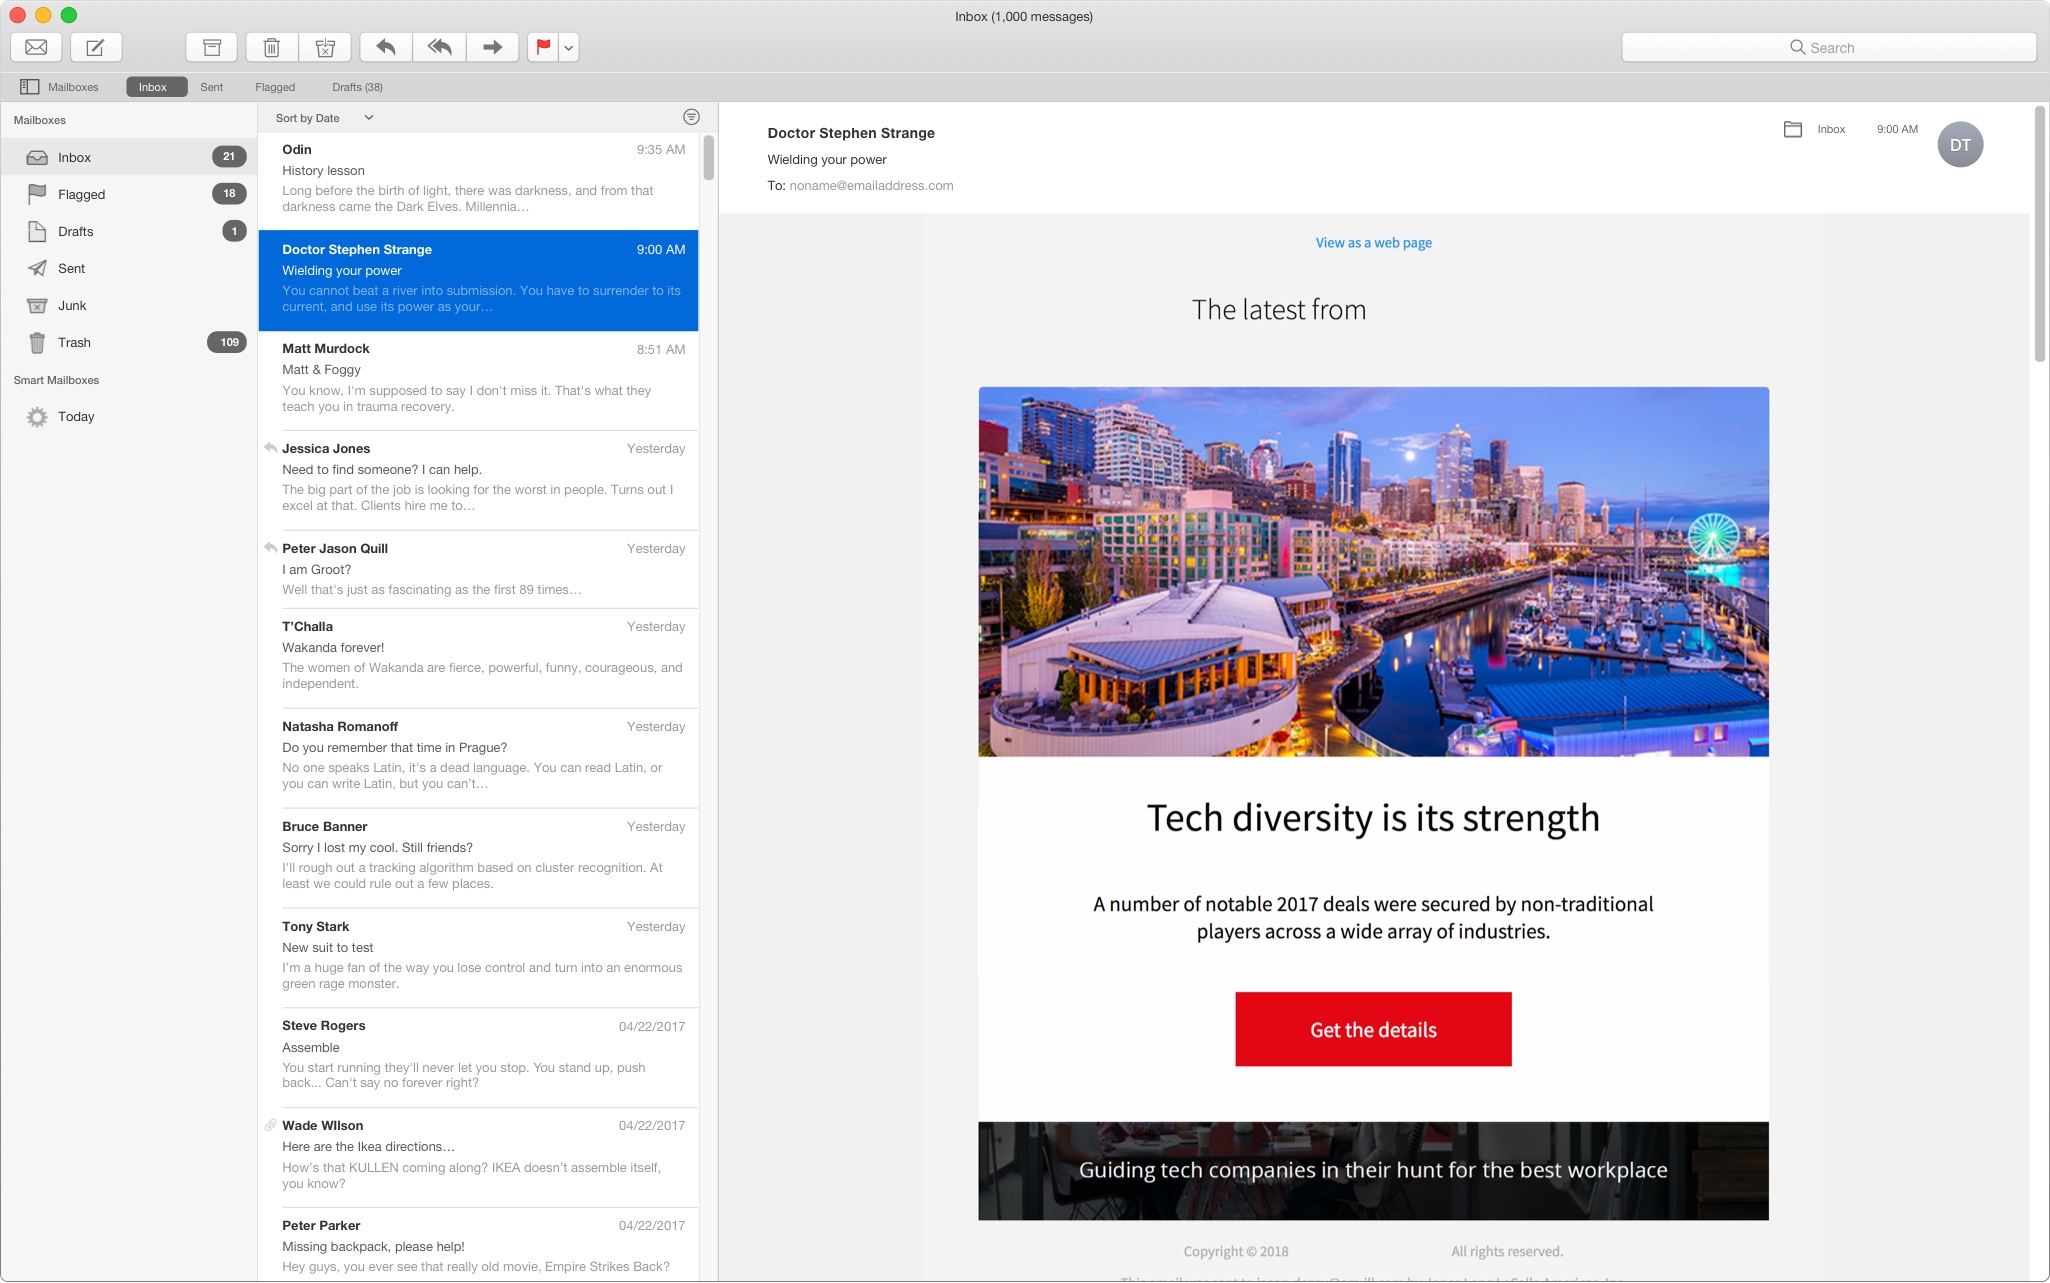 Inbox (1,000 messages)
Search
Mailboxes
Inbox
Sent
Flagged
Drafts (38)
Mailboxes
Inbox
21
Flagged
18
Drafts
1
Sent
Junk
Trash
109
Smart Mailboxes
Today
Sort by Date
Odin
9:35 AM
History lesson
Long before the birth of light, there was darkness, and from that
darkness came the Dark Elves. Millennia…
Doctor Stephen Strange
9:00 AM
Wielding your power
You cannot beat a river into submission. You have to surrender to its
current, and use its power as your…
Matt Murdock
8:51 AM
Matt & Foggy
You know, I'm supposed to say I don't miss it. That's what they
teach you in trauma recovery.
Jessica Jones
Yesterday
Need to find someone? I can help.
The big part of the job is looking for the worst in people. Turns out I
excel at that. Clients hire me to…
Peter Jason Quill
Yesterday
I am Groot?
Well that's just as fascinating as the first 89 times…
T’Challa
Yesterday
Wakanda forever!
The women of Wakanda are fierce, powerful, funny, courageous, and
independent.
Natasha Romanoff
Yesterday
Do you remember that time in Prague?
No one speaks Latin, it's a dead language. You can read Latin, or
you can write Latin, but you can’t…
Bruce Banner
Yesterday
Sorry I lost my cool. Still friends?
I'll rough out a tracking algorithm based on cluster recognition. At
least we could rule out a few places.
Tony Stark
Yesterday
New suit to test
I’m a huge fan of the way you lose control and turn into an enormous
green rage monster.
Steve Rogers
04/22/2017
Assemble
You start running they'll never let you stop. You stand up, push
back... Can't say no forever right?
Wade WIlson
04/22/2017
Here are the Ikea directions…
How’s that KULLEN coming along? IKEA doesn’t assemble itself,
you know?
Peter Parker
04/22/2017
Missing backpack, please help!
Hey guys, you ever see that really old movie, Empire Strikes Back?
Doctor Stephen Strange
Wielding your power
To: noname@emailaddress.com
Inbox
9:00 AM
DT
View as a web page
The latest from
Tech diversity is its strength
A number of notable 2017 deals were secured by non-traditional
players across a wide array of industries.
Get the details
Guiding tech companies in their hunt for the best workplace
Copyright © 2018
All rights reserved.